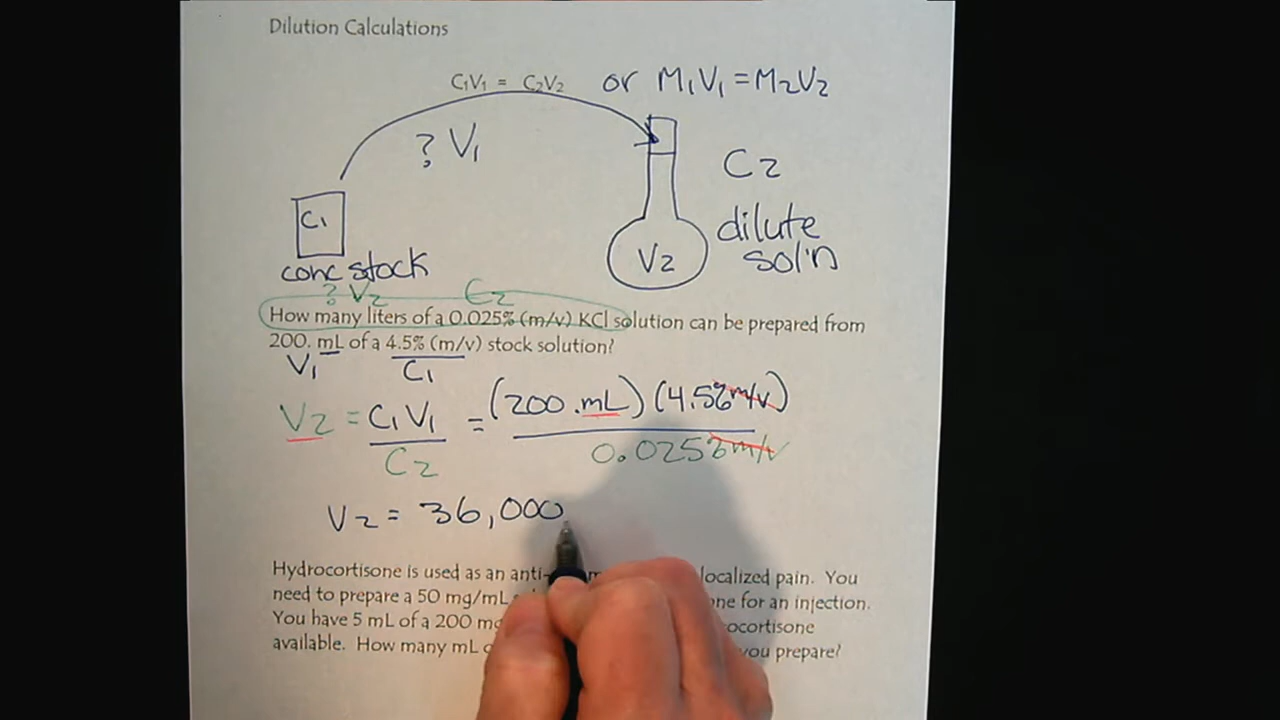 Dilution Calculations
C₁V₁ = C₂V₂ or M₁V₁ = M₂V₂
? V₁
C₂
C₁
dilute
V₂
sol'n
conc stock
? V₂ C₂
How many liters of a 0.025% (m/v) KCl solution can be prepared from
200. mL of a 4.5% (m/v) stock solution?
V₁ C₁
V₂ = C₁V₁ = (200. mL) (4.5% m/v)
C₂ 0.025% m/v
V₂ = 36,000
Hydrocortisone is used as an anti- localized pain. You
need to prepare a 50 mg/mL for an injection.
You have 5 mL of a 200
available. How many mL you prepare?